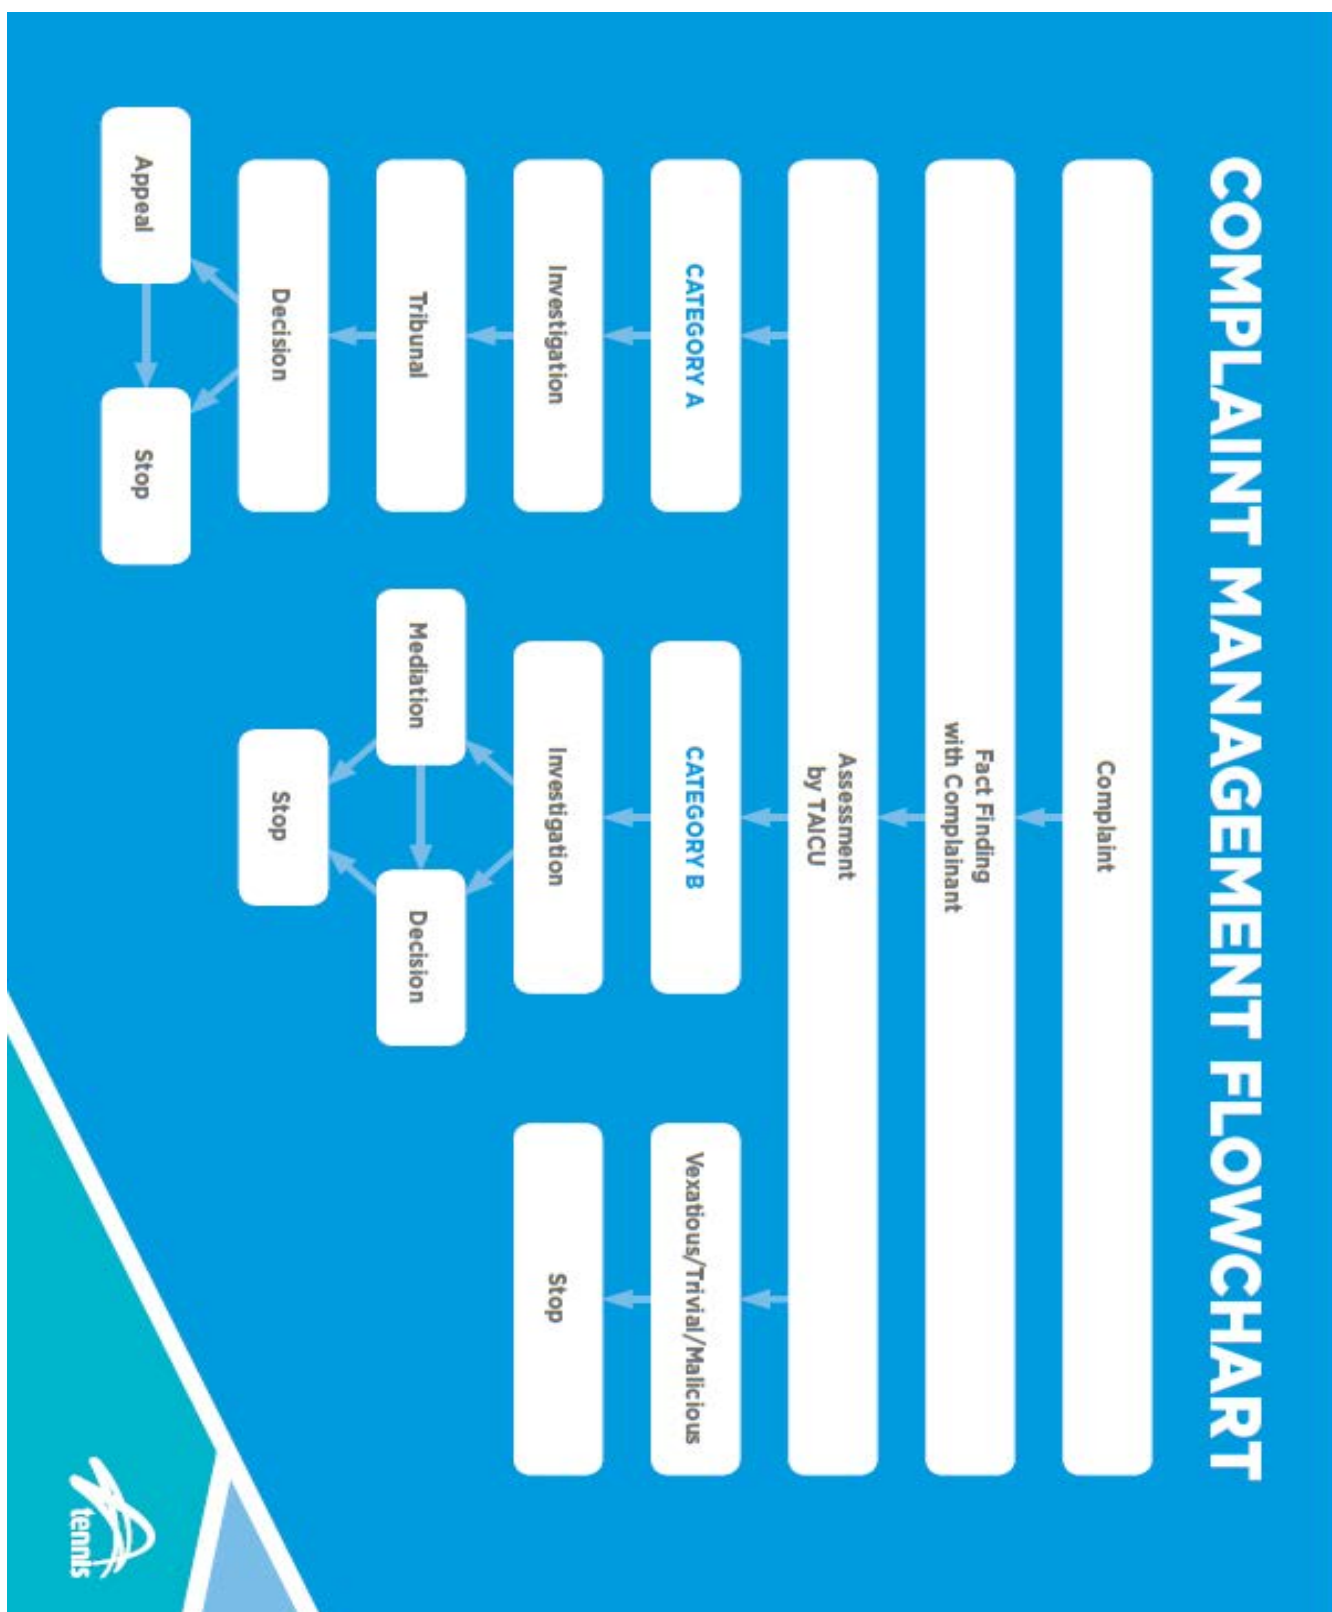 COMPLAINT MANAGEMENT FLOWCHART
Complaint
Fact Finding
with Complainant
Assessment
by TAICU
CATEGORY A
CATEGORY B
Vexatious/Trivial/Malicious
Investigation
Investigation
Stop
Tribunal
Mediation
Decision
Decision
Stop
Appeal
Stop
tennis